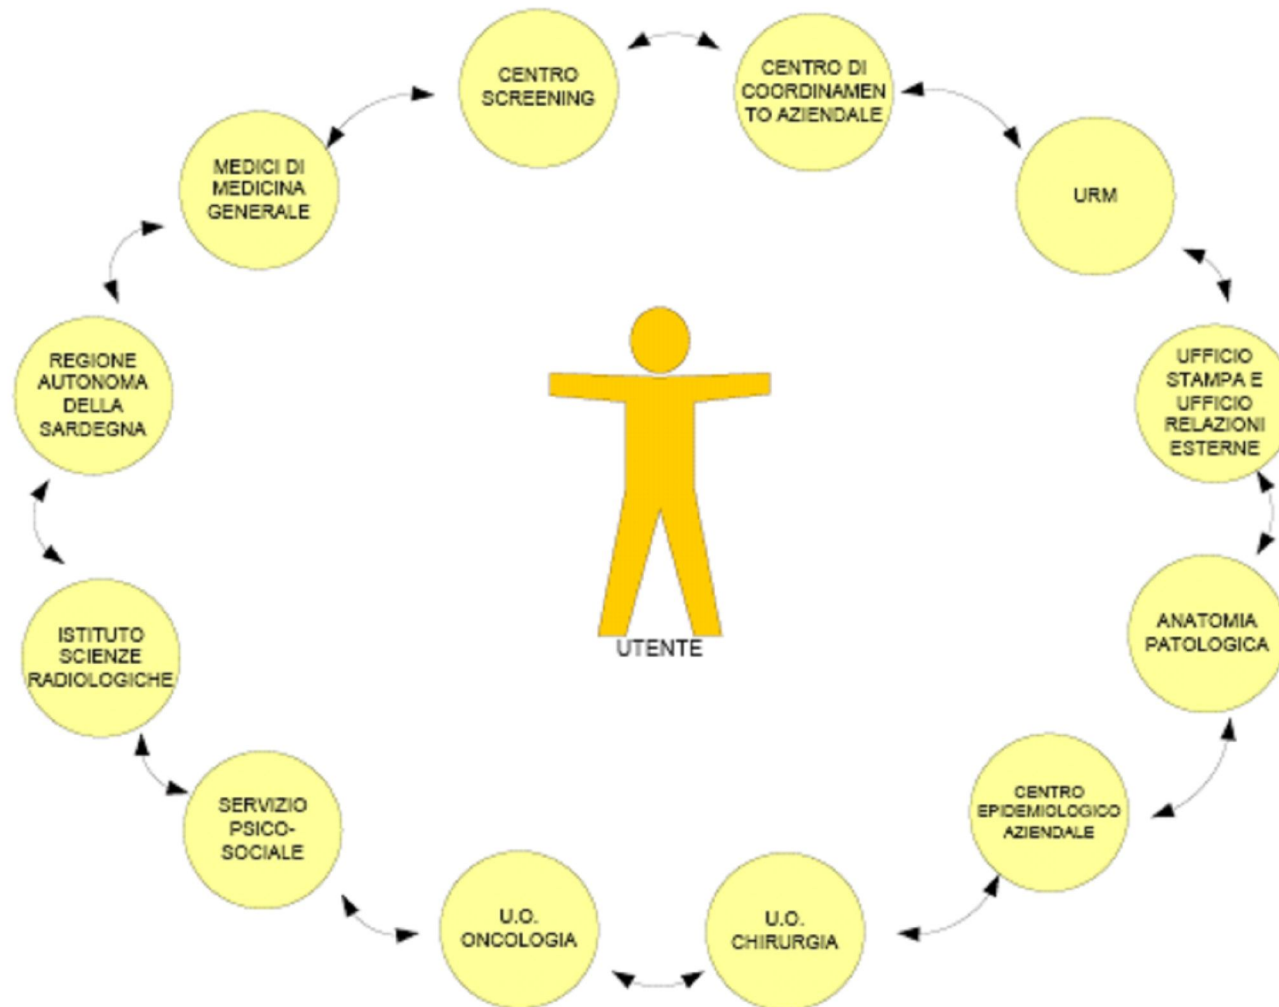 CENTRO
SCREENING
CENTRO DI
COORDINAMEN
TO AZIENDALE
MEDICI DI
MEDICINA
GENERALE
URM
REGIONE
AUTONOMA
DELLA
SARDEGNA
UFFICIO
STAMPA E
UFFICIO
RELAZIONI
ESTERNE
UTENTE
ISTITUTO
SCIENZE
RADIOLOGICHE
ANATOMIA
PATOLOGICA
SERVIZIO
PSICO-
SOCIALE
CENTRO
EPIDEMIOLOGICO
AZIENDALE
U.O.
ONCOLOGIA
U.O.
CHIRURGIA